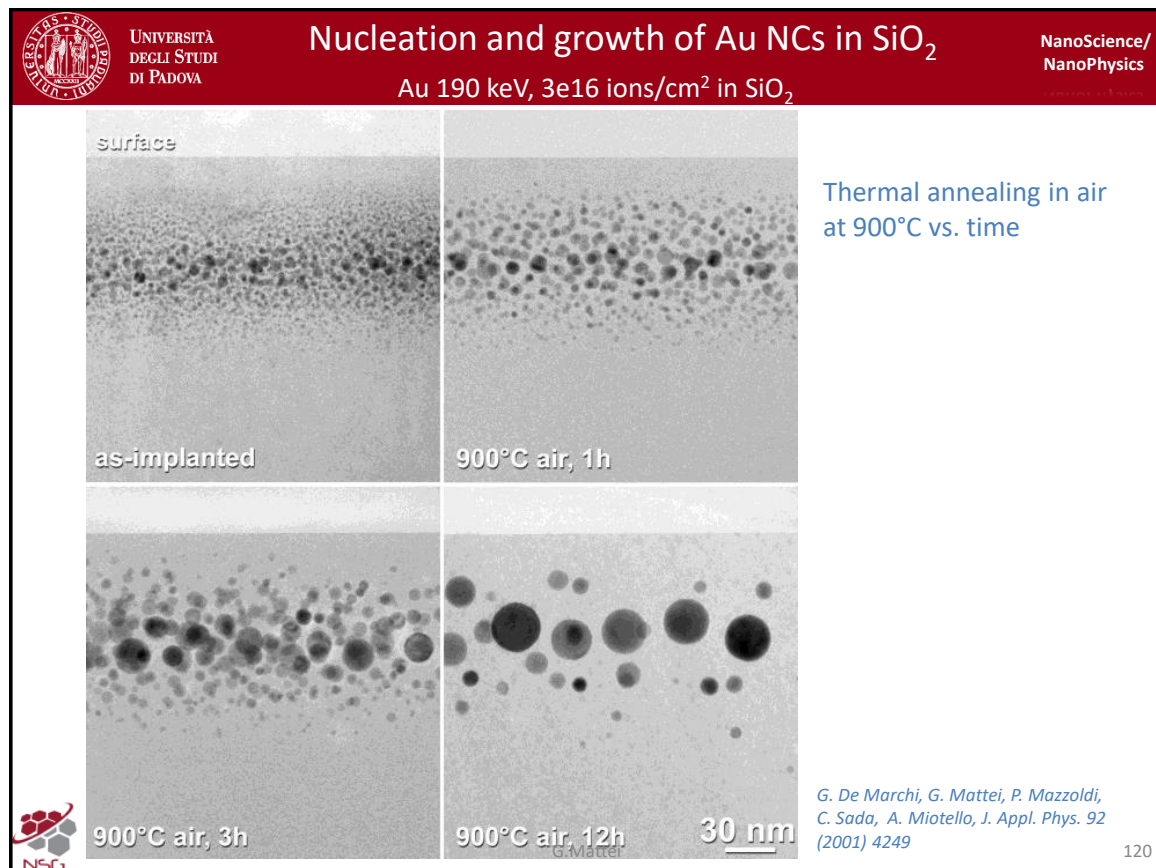 UNIVERSITÀ
DEGLI STUDI
DI PADOVA
Nucleation and growth of Au NCs in SiO₂
Au 190 keV, 3e16 ions/cm² in SiO₂
NanoScience/
NanoPhysics
surface
as-implanted
900°C air, 1h
Thermal annealing in air
at 900°C vs. time
900°C air, 3h
900°C air, 12h
30 nm
G. De Marchi, G. Mattei, P. Mazzoldi,
C. Sada, A. Miotello, J. Appl. Phys. 92
(2001) 4249
G.Mattei
120